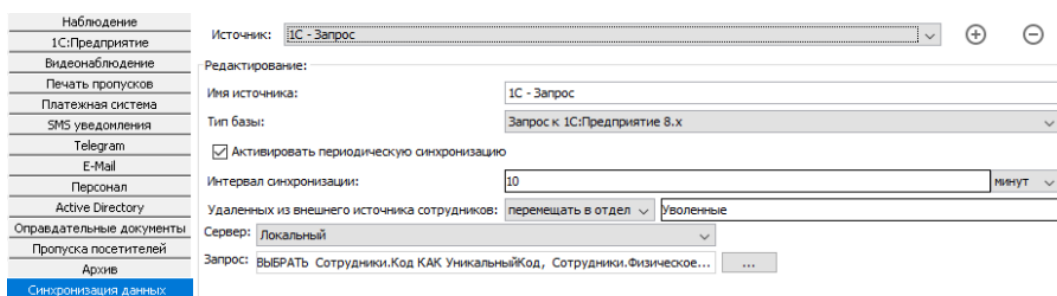 Наблюдение
1С:Предприятие
Видеонаблюдение
Печать пропусков
Платежная система
SMS уведомления
Telegram
E-Mail
Персонал
Active Directory
Оправдательные документы
Пропуска посетителей
Архив
Синхронизация данных
Источник: 1С - Запрос
Редактирование:
Имя источника: 1С - Запрос
Тип базы: Запрос к 1С:Предприятие 8.x
Активировать периодическую синхронизацию
Интервал синхронизации: 10 минут
Удаленных из внешнего источника сотрудников: перемещать в отдел Уволенные
Сервер: Локальный
Запрос: ВЫБРАТЬ Сотрудники.Код КАК УникальныйКод, Сотрудники.Физическое... ...